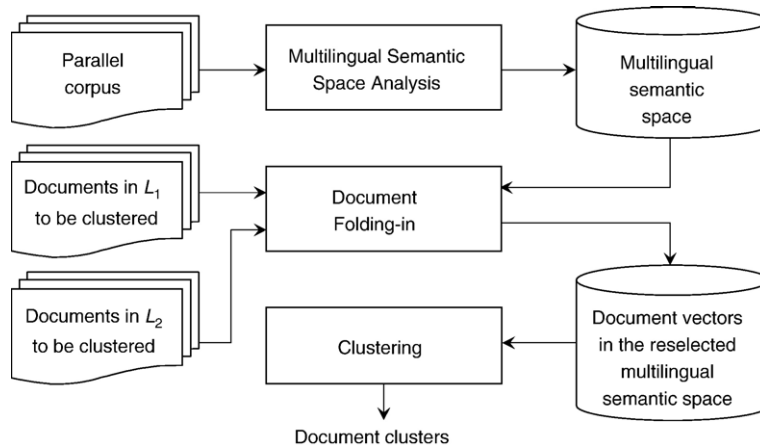 Parallel
corpus
Multilingual Semantic
Space Analysis
Multilingual
semantic
space
Documents in L₁
to be clustered
Document
Folding-in
Documents in L₂
to be clustered
Clustering
Document vectors
in the reselected
multilingual
semantic space
Document clusters